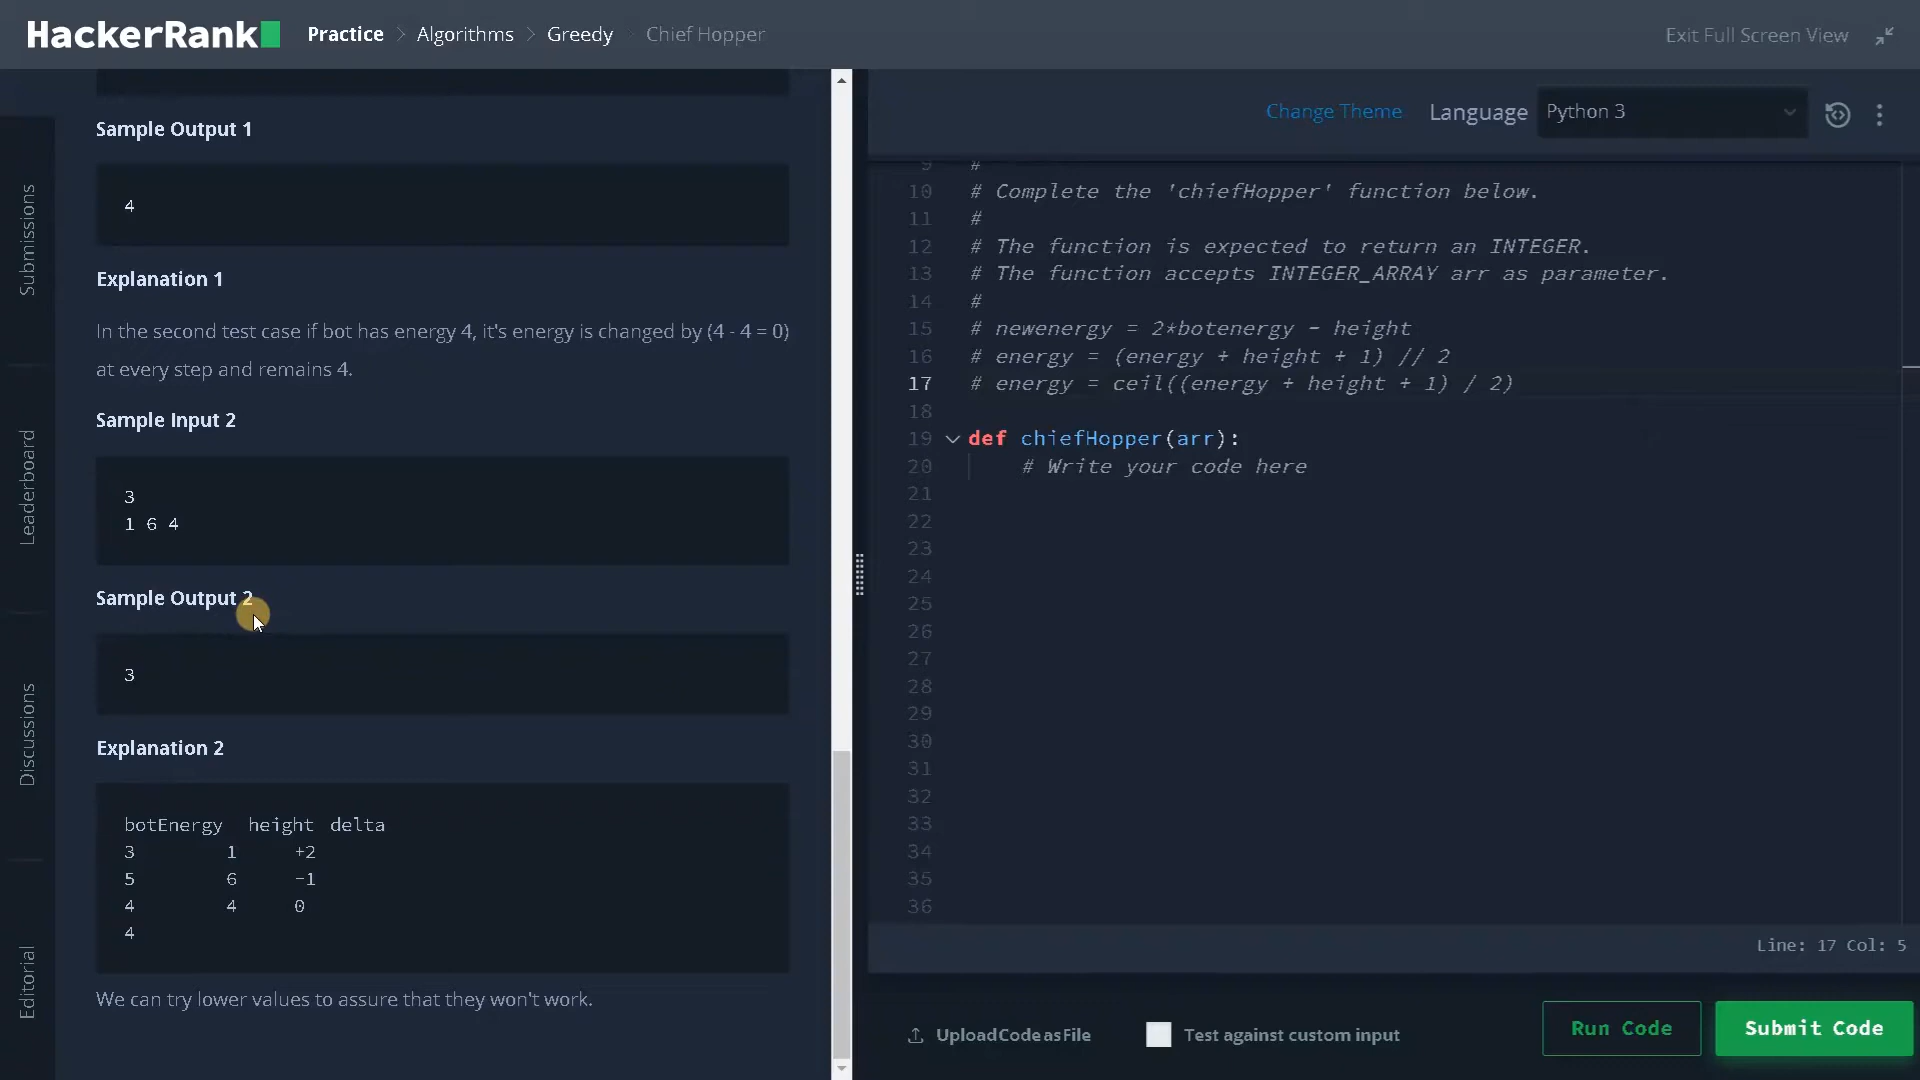 HackerRank Practice > Algorithms > Greedy Chief Hopper Exit Full Screen View
Submissions
Leaderboard
Discussions
Editorial
Sample Output 1
4
Explanation 1
In the second test case if bot has energy 4, it's energy is changed by (4 - 4 = 0)
at every step and remains 4.
Sample Input 2
3
1 6 4
Sample Output 2
3
Explanation 2
botEnergy height delta
3 1 +2
5 6 -1
4 4 0
4
We can try lower values to assure that they won't work.
Change Theme Language Python 3
9 #
10 # Complete the 'chiefHopper' function below.
11 #
12 # The function is expected to return an INTEGER.
13 # The function accepts INTEGER_ARRAY arr as parameter.
14 #
15 # newenergy = 2*botenergy - height
16 # energy = (energy + height + 1) // 2
17 # energy = ceil((energy + height + 1) / 2)
18
19 def chiefHopper(arr):
20 # Write your code here
21
22
23
24
25
26
27
28
29
30
31
32
33
34
35
36
Line: 17 Col: 5
Upload Code as File Test against custom input Run Code Submit Code